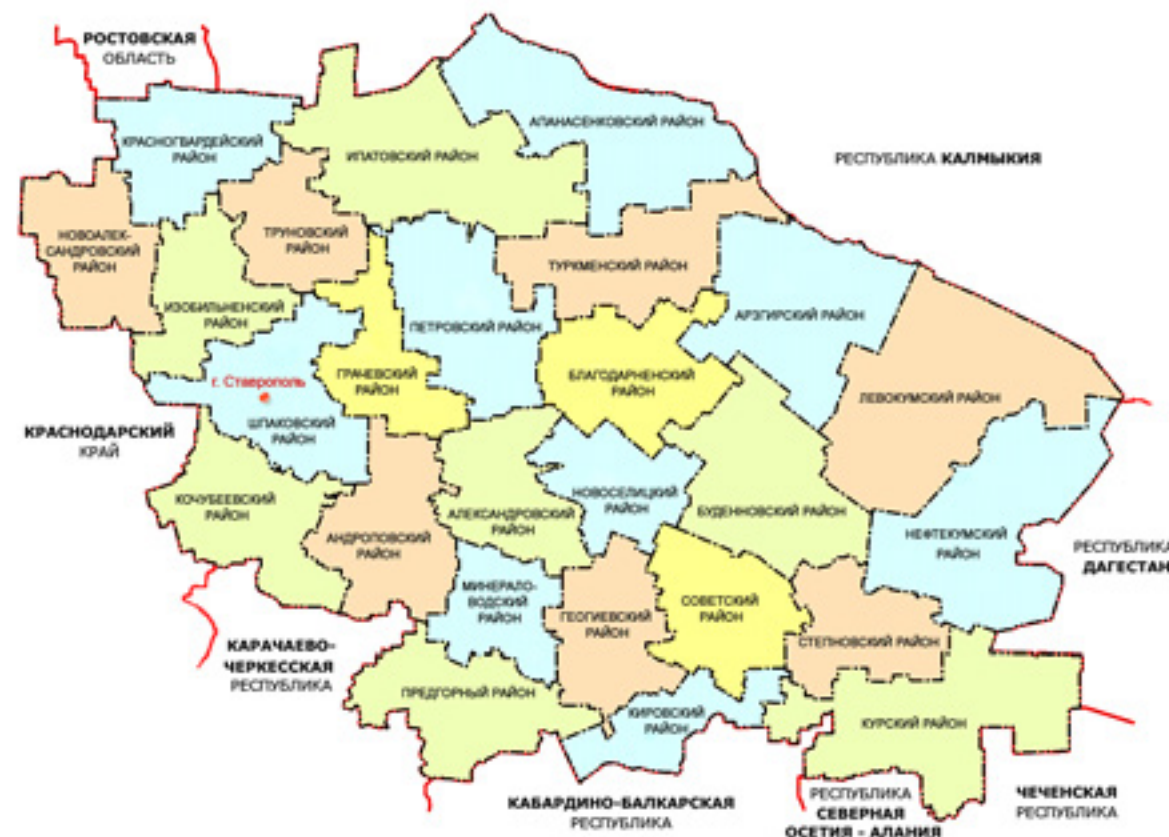 РОСТОВСКАЯ
ОБЛАСТЬ
КРАСНОГВАРДЕЙСКИЙ
РАЙОН
АПАНАСЕНКОВСКИЙ РАЙОН
ИПАТОВСКИЙ РАЙОН
РЕСПУБЛИКА КАЛМЫКИЯ
НОВОАЛЕК-
САНДРОВСКИЙ
РАЙОН
ТРУНОВСКИЙ
РАЙОН
ТУРКМЕНСКИЙ РАЙОН
ИЗОБИЛЬНЕНСКИЙ
РАЙОН
ПЕТРОВСКИЙ РАЙОН
АРЗГИРСКИЙ РАЙОН
ГРАЧЕВСКИЙ
РАЙОН
БЛАГОДАРНЕНСКИЙ
РАЙОН
г. Ставрополь
ШПАКОВСКИЙ
РАЙОН
ЛЕВОКУМСКИЙ РАЙОН
КРАСНОДАРСКИЙ
КРАЙ
КОЧУБЕЕВСКИЙ
РАЙОН
АНДРОПОВСКИЙ
РАЙОН
АЛЕКСАНДРОВСКИЙ
РАЙОН
НОВОСЕЛИЦКИЙ
РАЙОН
БУДЕННОВСКИЙ РАЙОН
НЕФТЕКУМСКИЙ
РАЙОН
РЕСПУБЛИКА
ДАГЕСТАН
МИНЕРАЛО-
ВОДСКИЙ
РАЙОН
ГЕОГИЕВСКИЙ
РАЙОН
СОВЕТСКИЙ
РАЙОН
СТЕПНОВСКИЙ РАЙОН
КАРАЧАЕВО-
ЧЕРКЕССКАЯ
РЕСПУБЛИКА
ПРЕДГОРНЫЙ РАЙОН
КИРОВСКИЙ
РАЙОН
КУРСКИЙ РАЙОН
КАБАРДИНО-БАЛКАРСКАЯ
РЕСПУБЛИКА
РЕСПУБЛИКА
СЕВЕРНАЯ
ОСЕТИЯ - АЛАНИЯ
ЧЕЧЕНСКАЯ
РЕСПУБЛИКА